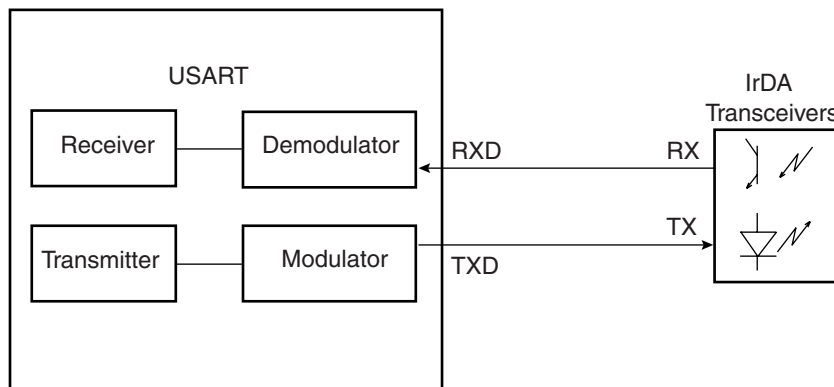 USART
IrDA
Transceivers
Receiver
Demodulator
RXD
RX
TX
Transmitter
Modulator
TXD